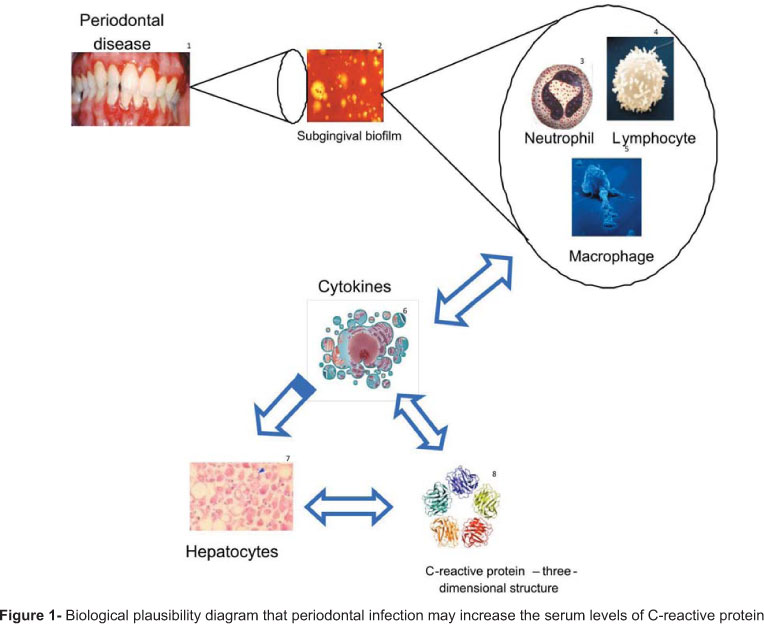 Periodontal
disease
1
2
Subgingival biofilm
3
4
Neutrophil
Lymphocyte
5
Macrophage
Cytokines
6
7
Hepatocytes
8
C-reactive protein – three-
dimensional structure
Figure 1- Biological plausibility diagram that periodontal infection may increase the serum levels of C-reactive protein